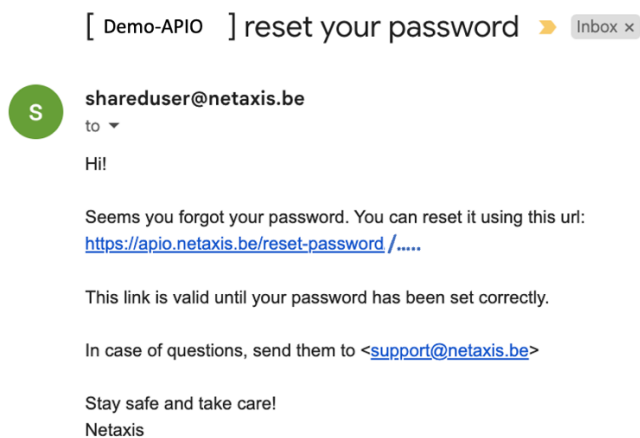 [ Demo-APIO ] reset your password Inbox ×
S
shareduser@netaxis.be
to
Hi!
Seems you forgot your password. You can reset it using this url:
https://apio.netaxis.be/reset-password/.....
This link is valid until your password has been set correctly.
In case of questions, send them to <support@netaxis.be>
Stay safe and take care!
Netaxis